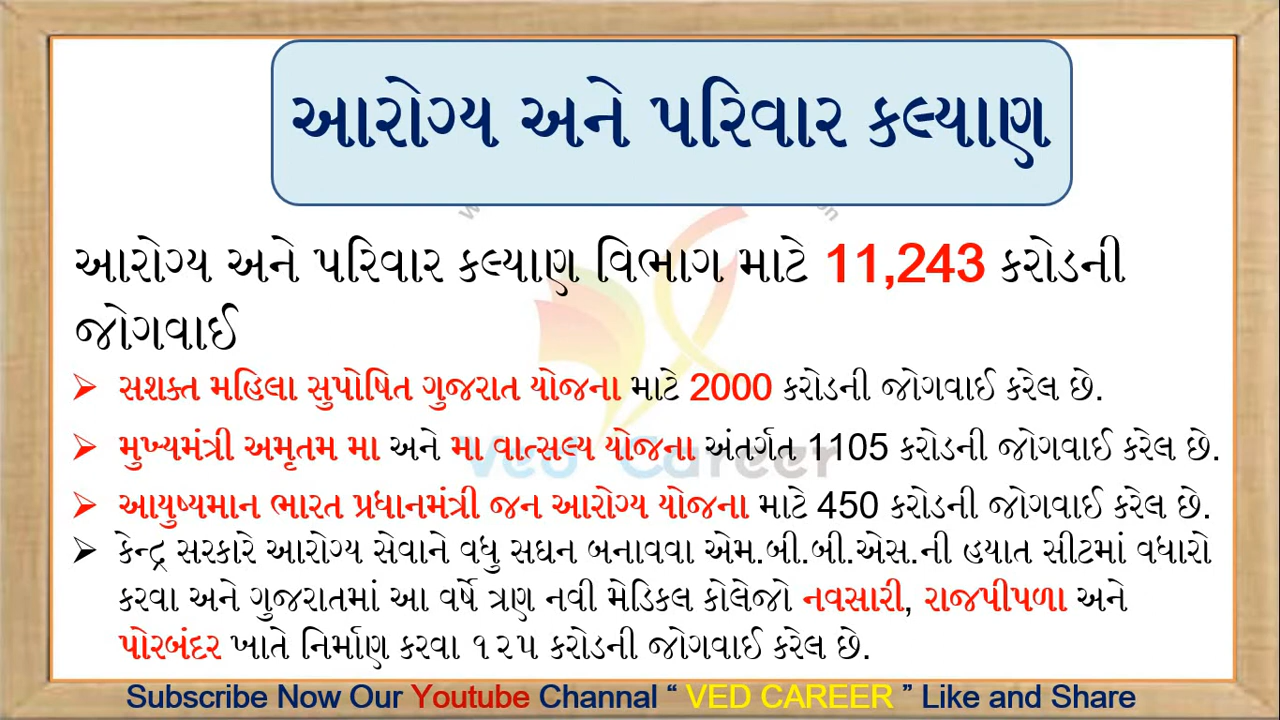 આરોગ્ય અને પરિવાર કલ્યાણ
આરોગ્ય અને પરિવાર કલ્યાણ વિભાગ માટે 11,243 કરોડની
જોગવાઈ
➢ સશક્ત મહિલા સુપોષિત ગુજરાત યોજના માટે 2000 કરોડની જોગવાઈ કરેલ છે.
➢ મુખ્યમંત્રી અમૃતમ મા અને મા વાત્સલ્ય યોજના અંતર્ગત 1105 કરોડની જોગવાઈ કરેલ છે.
➢ આયુષ્યમાન ભારત પ્રધાનમંત્રી જન આરોગ્ય યોજના માટે 450 કરોડની જોગવાઈ કરેલ છે.
➢ કેન્દ્ર સરકારે આરોગ્ય સેવાને વધુ સઘન બનાવવા એમ.બી.બી.એસ.ની હયાત સીટમાં વધારો
કરવા અને ગુજરાતમાં આ વર્ષે ત્રણ નવી મેડિકલ કોલેજો નવસારી, રાજપીપળા અને
પોરબંદર ખાતે નિર્માણ કરવા ૧૨૫ કરોડની જોગવાઈ કરેલ છે.
Ved Career
Subscribe Now Our Youtube Channal “ VED CAREER ” Like and Share